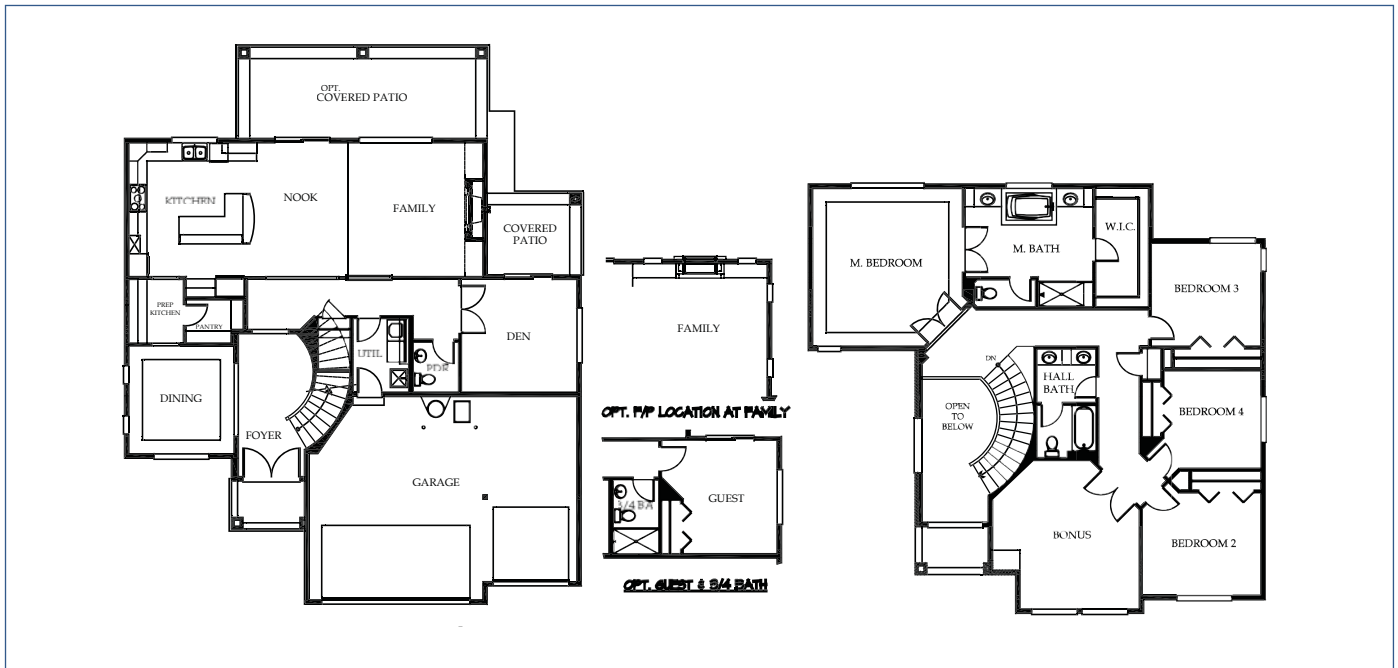 OPT.
COVERED PATIO
KITCHEN
NOOK
FAMILY
COVERED
PATIO
PREP
KITCHEN
PANTRY
DEN
UTIL
PDR
DINING
FOYER
GARAGE
FAMILY
OPT. F/P LOCATION AT FAMILY
GUEST
3/4 BA
OPT. GUEST & 3/4 BATH
M. BEDROOM
M. BATH
W.I.C.
BEDROOM 3
DN
HALL
BATH
OPEN
TO
BELOW
BEDROOM 4
BONUS
BEDROOM 2